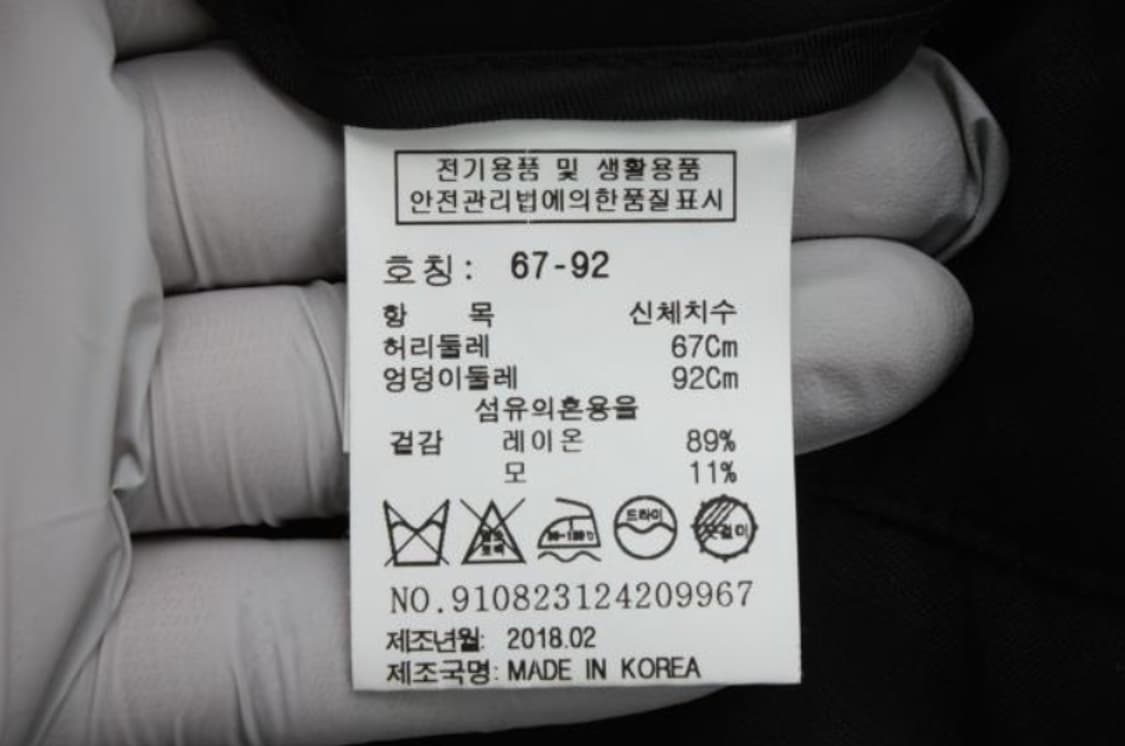 전기용품 및 생활용품
안전관리법에의한품질표시
호칭: 67-92
항 목 신체치수
허리둘레 67Cm
엉덩이둘레 92Cm
섬유의혼용율
겉감 레이온 89%
모 11%
드라이 옷걸이
NO.910823124209967
제조년월: 2018.02
제조국명: MADE IN KOREA